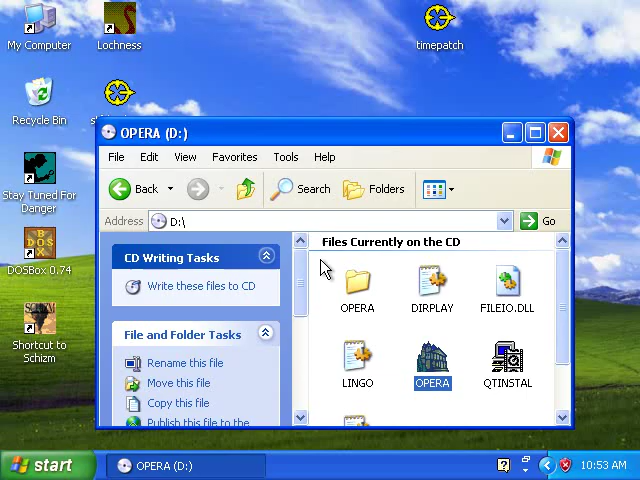 My Computer
Lochness
timepatch
Recycle Bin
Stay Tuned For
Danger
DOSBox 0.74
Shortcut to
Schizm
OPERA (D:)
File Edit View Favorites Tools Help
Back Search Folders
Address D:\ Go
CD Writing Tasks
Write these files to CD
File and Folder Tasks
Rename this file
Move this file
Copy this file
Publish this file to the
Files Currently on the CD
OPERA DIRPLAY FILEIO.DLL
LINGO OPERA QTINSTAL
start OPERA (D:) 10:53 AM